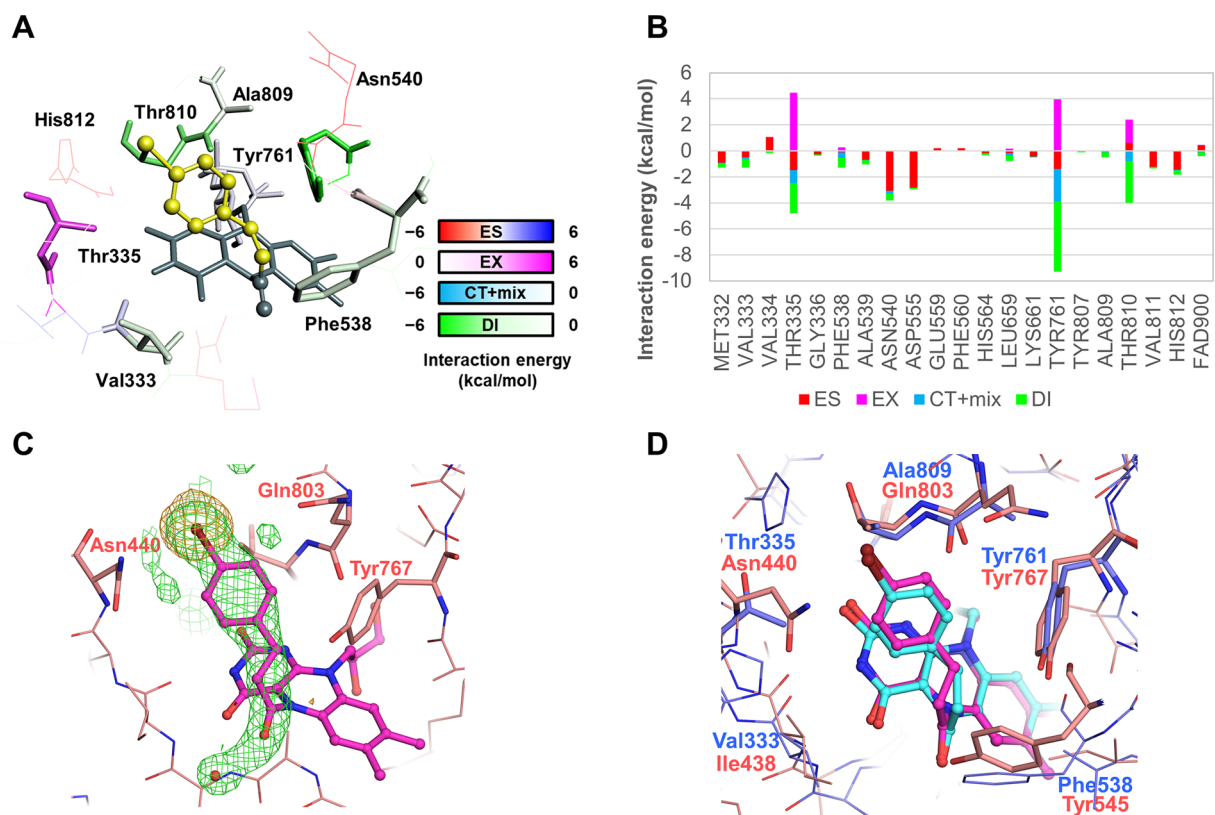 A
Asn540
Ala809
Thr810
His812
Tyr761
Thr335
Phe538
Val333
−6 ES 6
0 EX 6
−6 CT+mix 0
−6 DI 0
Interaction energy
(kcal/mol)
B
Interaction energy (kcal/mol)
6
4
2
0
-2
-4
-6
-8
-10
MET332
VAL333
VAL334
THR335
GLY336
PHE538
ALA539
ASN540
ASP555
GLU559
PHE560
HIS564
LEU659
LYS661
TYR761
TYR807
ALA809
THR810
VAL811
HIS812
FAD900
ES EX CT+mix DI
C
Gln803
Asn440
Tyr767
D
Ala809
Gln803
Thr335
Asn440
Tyr761
Tyr767
Val333
Ile438
Phe538
Tyr545